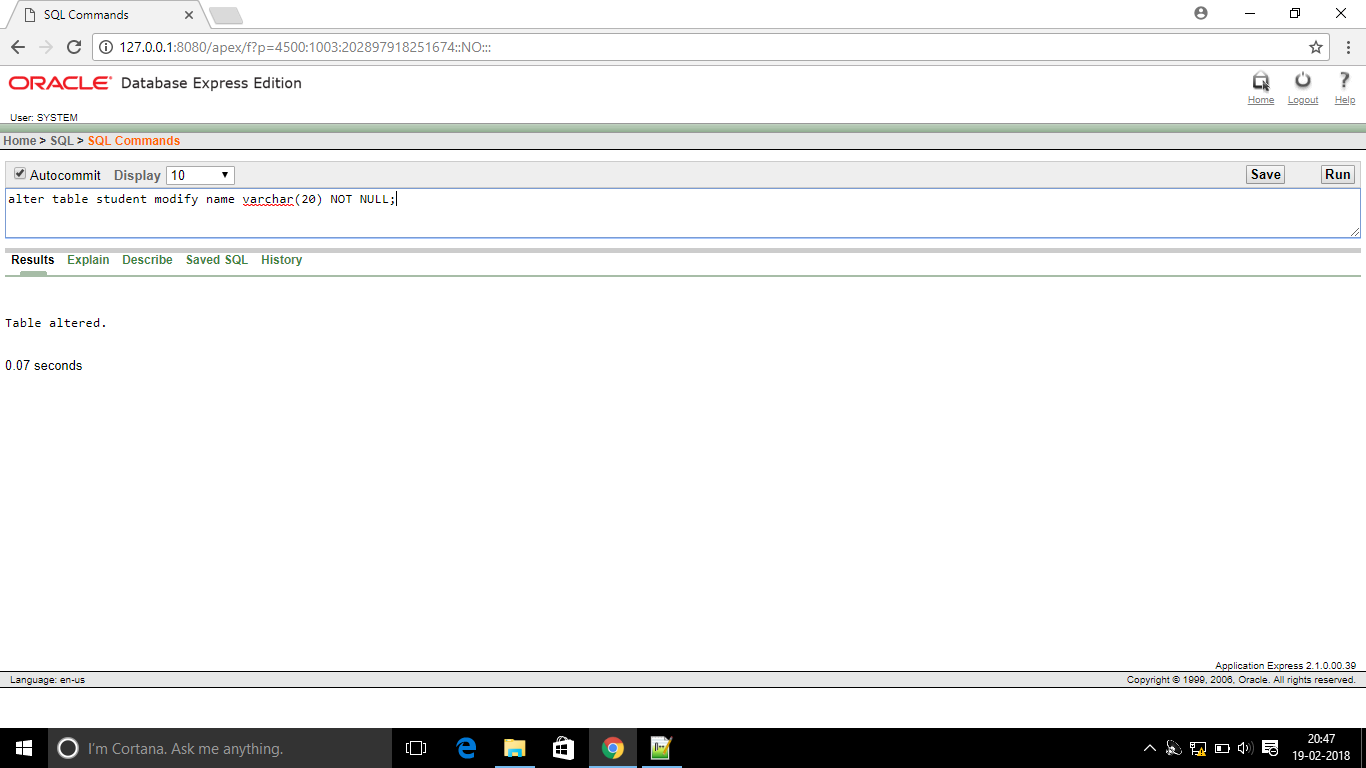 SQL Commands
127.0.0.1:8080/apex/f?p=4500:1003:202897918251674::NO:::
ORACLE Database Express Edition
Home Logout Help
User: SYSTEM
Home > SQL > SQL Commands
Autocommit Display 10 Save Run
alter table student modify name varchar(20) NOT NULL;
Results Explain Describe Saved SQL History
Table altered.
0.07 seconds
Application Express 2.1.0.00.39
Language: en-us Copyright © 1999, 2006, Oracle. All rights reserved.
I'm Cortana. Ask me anything.
20:47
19-02-2018